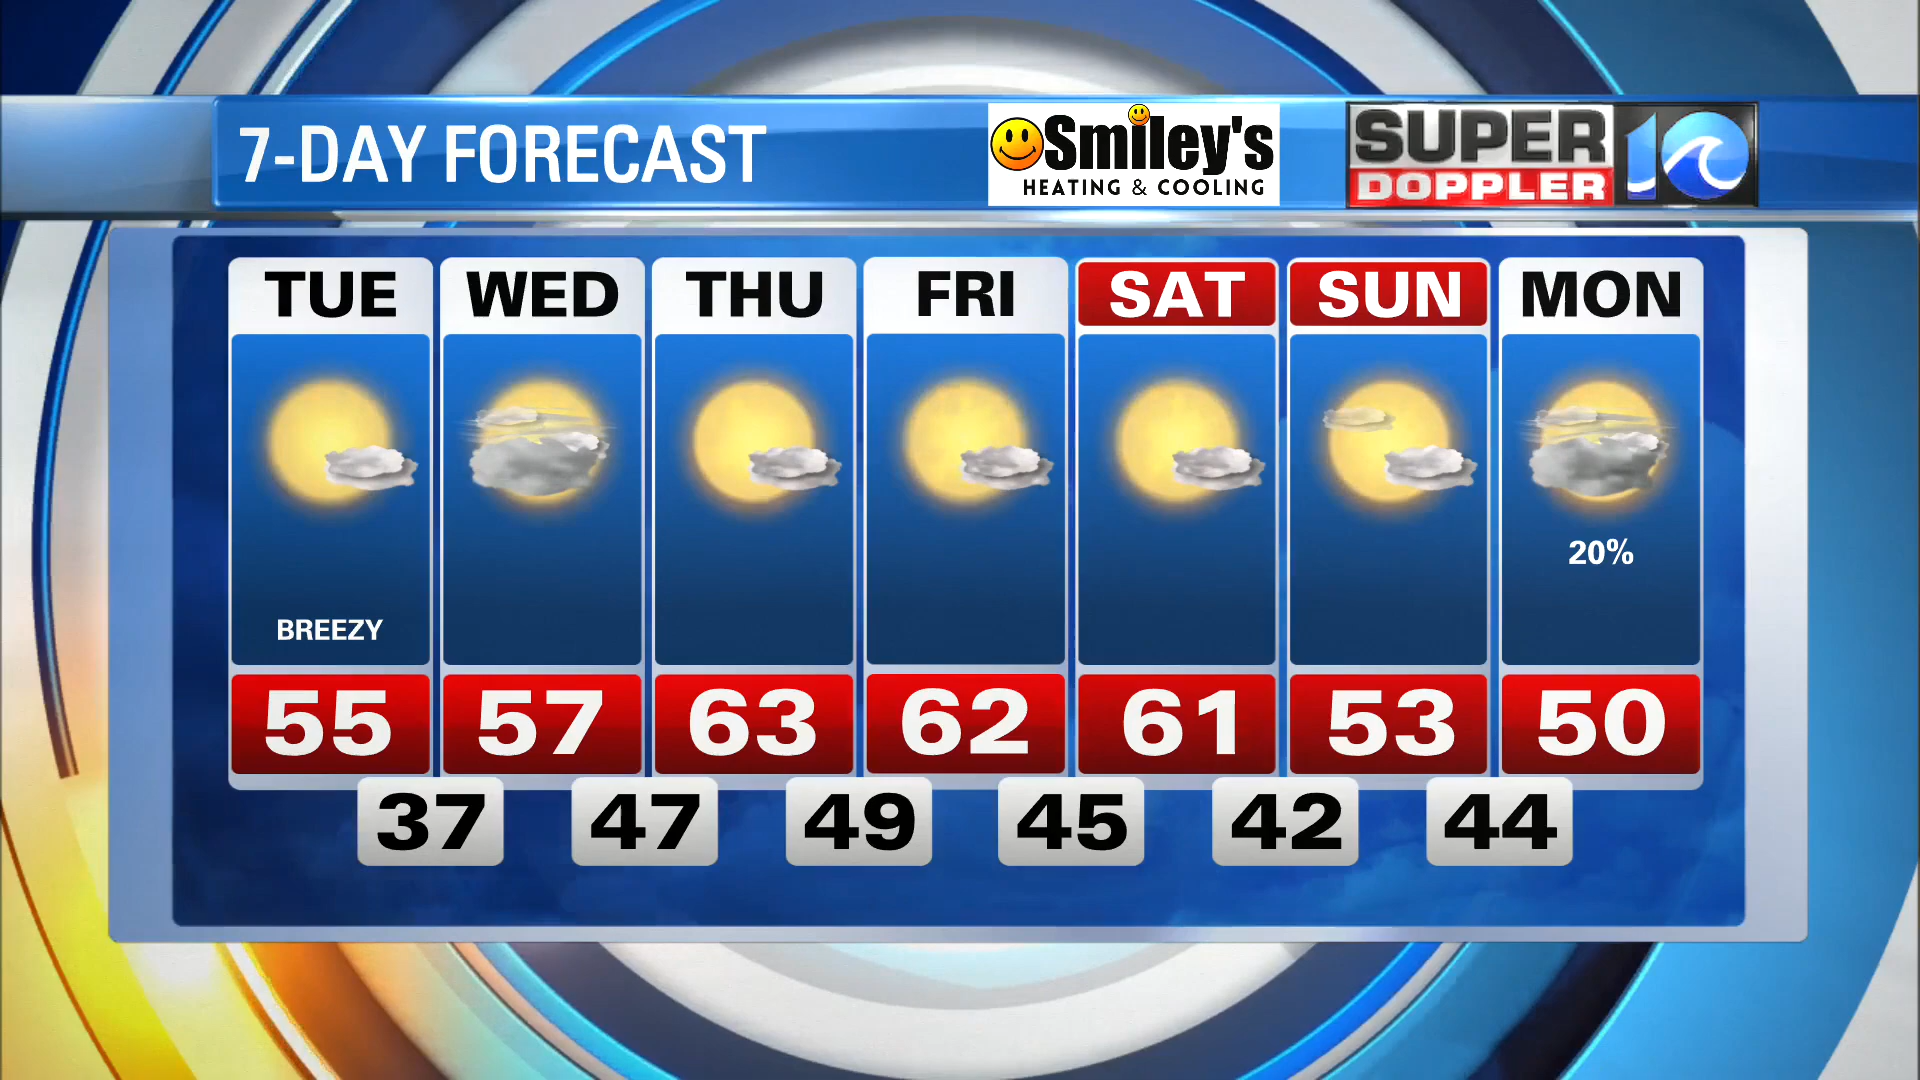 7-DAY FORECAST
Smiley's
HEATING & COOLING
SUPER
DOPPLER
10
TUE WED THU FRI SAT SUN MON
20%
BREEZY
55 57 63 62 61 53 50
37 47 49 45 42 44